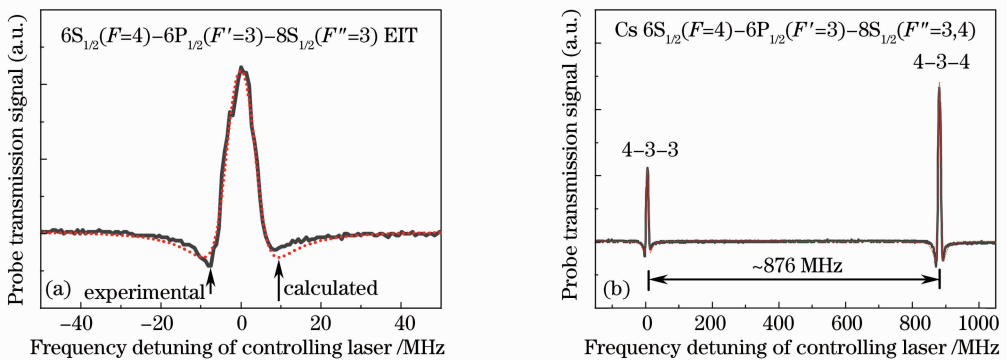 6S1/2(F=4)−6P1/2(F′=3)−8S1/2(F″=3) EIT
Probe transmission signal (a.u.)
(a)
experimental
calculated
−40 −20 0 20 40
Frequency detuning of controlling laser /MHz
Cs 6S1/2(F=4)−6P1/2(F′=3)−8S1/2(F″=3,4)
4−3−4
4−3−3
Probe transmission signal (a.u.)
~876 MHz
(b)
0 200 400 600 800 1000
Frequency detuning of controlling laser /MHz